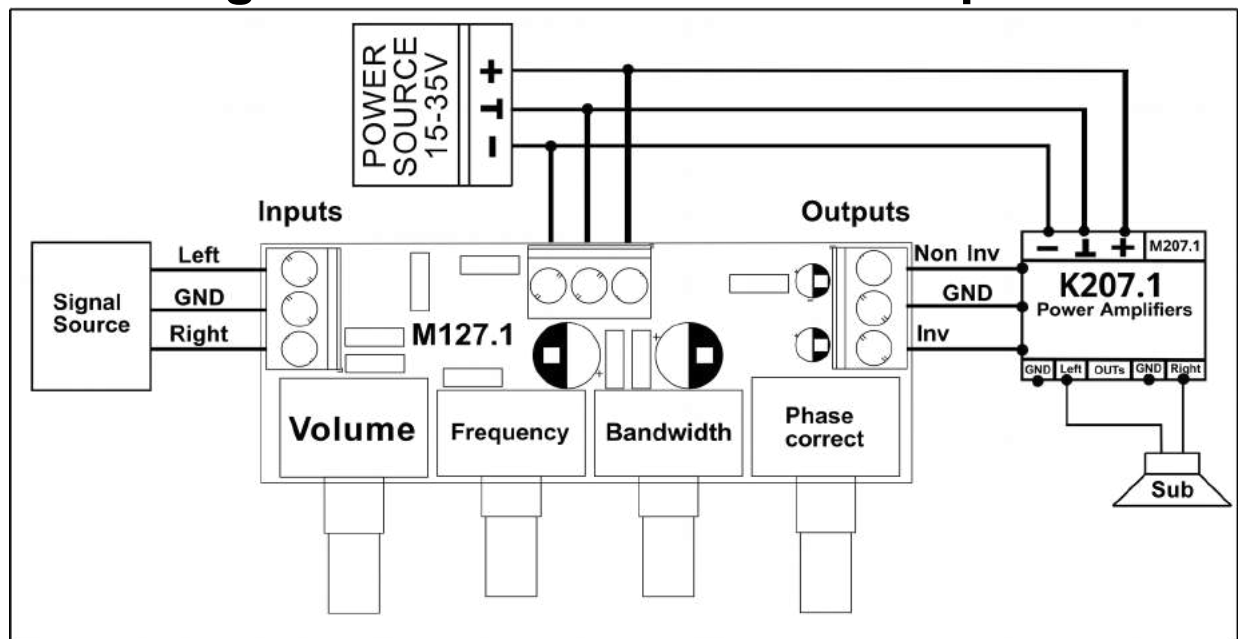 POWER
SOURCE
15-35V
+
⊥
-
Inputs
Outputs
Signal
Source
Left
GND
Right
M127.1
Non Inv
GND
Inv
- ⊥ +
M207.1
K207.1
Power Amplifiers
GND Left OUTs GND Right
Volume
Frequency
Bandwidth
Phase
correct
Sub